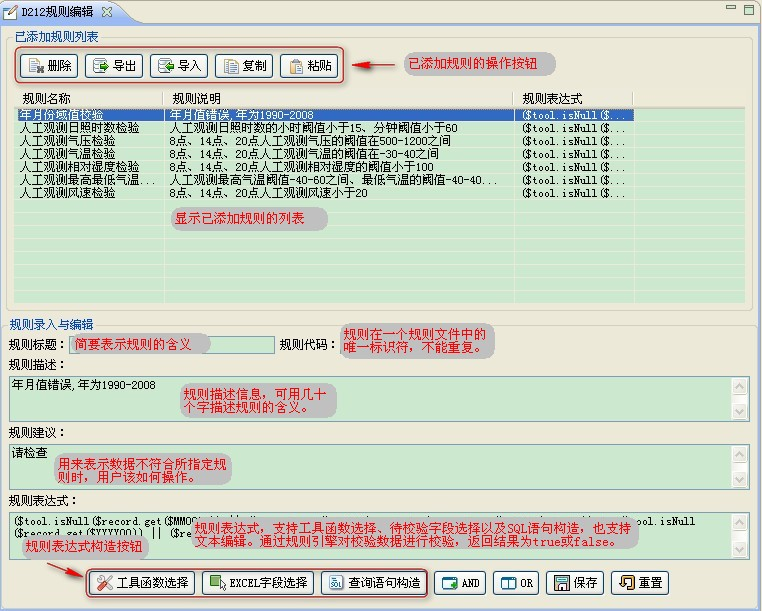 D212规则编辑
已添加规则列表
删除 导出 导入 复制 粘贴 已添加规则的操作按钮
规则名称 规则说明 规则表达式
年月份域值校验 年月值错误,年为1990-2008 ($tool.isNull($...
人工观测日照时数检验 人工观测日照时数的小时阈值小于15、分钟阈值小于60 ($tool.isNull($...
人工观测气压检验 8点、14点、20点人工观测气压的阈值在500-1200之间 ($tool.isNull($...
人工观测气温检验 8点、14点、20点人工观测气温的阈值在-30-40之间 ($tool.isNull($...
人工观测相对湿度检验 8点、14点、20点人工观测相对湿度的阈值小于100 ($tool.isNull($...
人工观测最高最低气温... 人工观测最高气温阈值-40-60之间、最低气温的阈值-40-40... ($tool.isNull($...
人工观测风速检验 8点、14点、20点人工观测风速小于20 ($tool.isNull($...
显示已添加规则的列表
规则录入与编辑
规则标题： 简要表示规则的含义 规则代码： 规则在一个规则文件中的
唯一标识符，不能重复。
规则描述：
年月值错误,年为1990-2008
规则描述信息，可用几十
个字描述规则的含义。
规则建议：
请检查
用来表示数据不符合所指定规
则时，用户该如何操作。
规则表达式：
($tool.isNull($record.get($MMOO
tool.isNull
($record.get($YYYYOO)) || ($re
规则表达式，支持工具函数选择、待校验字段选择以及SQL语句构造，也支持
文本编辑。通过规则引擎对校验数据进行校验，返回结果为true或false。
规则表达式构造按钮
工具函数选择 EXCEL字段选择 SQL 查询语句构造 AND OR 保存 重置